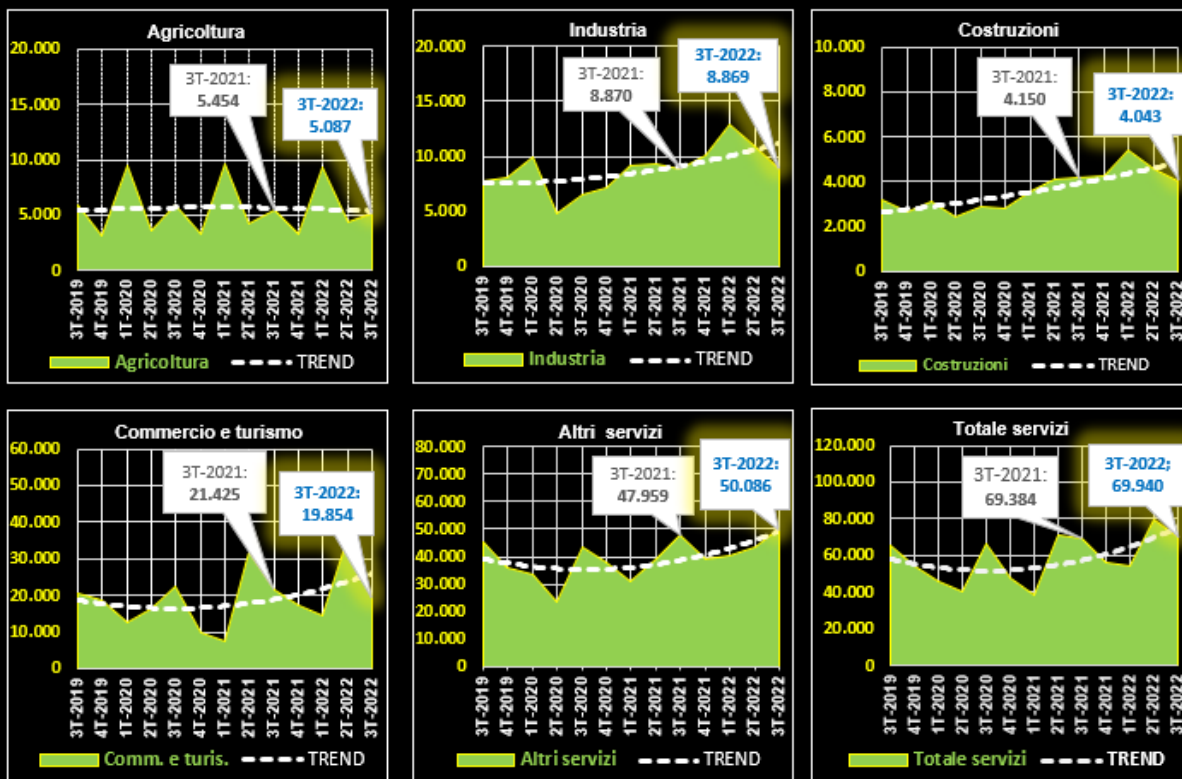 Agricoltura
20.000
15.000
10.000
5.000
0
3T-2021:
5.454
3T-2022:
5.087
3T-2019
4T-2019
1T-2020
2T-2020
3T-2020
4T-2020
1T-2021
2T-2021
3T-2021
4T-2021
1T-2022
2T-2022
3T-2022
Agricoltura TREND
Industria
20.000
15.000
10.000
5.000
0
3T-2021:
8.870
3T-2022:
8.869
3T-2019
4T-2019
1T-2020
2T-2020
3T-2020
4T-2020
1T-2021
2T-2021
3T-2021
4T-2021
1T-2022
2T-2022
3T-2022
Industria TREND
Costruzioni
10.000
8.000
6.000
4.000
2.000
0
3T-2021:
4.150
3T-2022:
4.043
3T-2019
4T-2019
1T-2020
2T-2020
3T-2020
4T-2020
1T-2021
2T-2021
3T-2021
4T-2021
1T-2022
2T-2022
3T-2022
Costruzioni TREND
Commercio e turismo
60.000
50.000
40.000
30.000
20.000
10.000
0
3T-2021:
21.425
3T-2022:
19.854
3T-2019
4T-2019
1T-2020
2T-2020
3T-2020
4T-2020
1T-2021
2T-2021
3T-2021
4T-2021
1T-2022
2T-2022
3T-2022
Comm. e turis. TREND
Altri servizi
80.000
70.000
60.000
50.000
40.000
30.000
20.000
10.000
0
3T-2021:
47.959
3T-2022:
50.086
3T-2019
4T-2019
1T-2020
2T-2020
3T-2020
4T-2020
1T-2021
2T-2021
3T-2021
4T-2021
1T-2022
2T-2022
3T-2022
Altri servizi TREND
Totale servizi
120.000
100.000
80.000
60.000
40.000
20.000
0
3T-2021:
69.384
3T-2022;
69.940
3T-2019
4T-2019
1T-2020
2T-2020
3T-2020
4T-2020
1T-2021
2T-2021
3T-2021
4T-2021
1T-2022
2T-2022
3T-2022
Totale servizi TREND